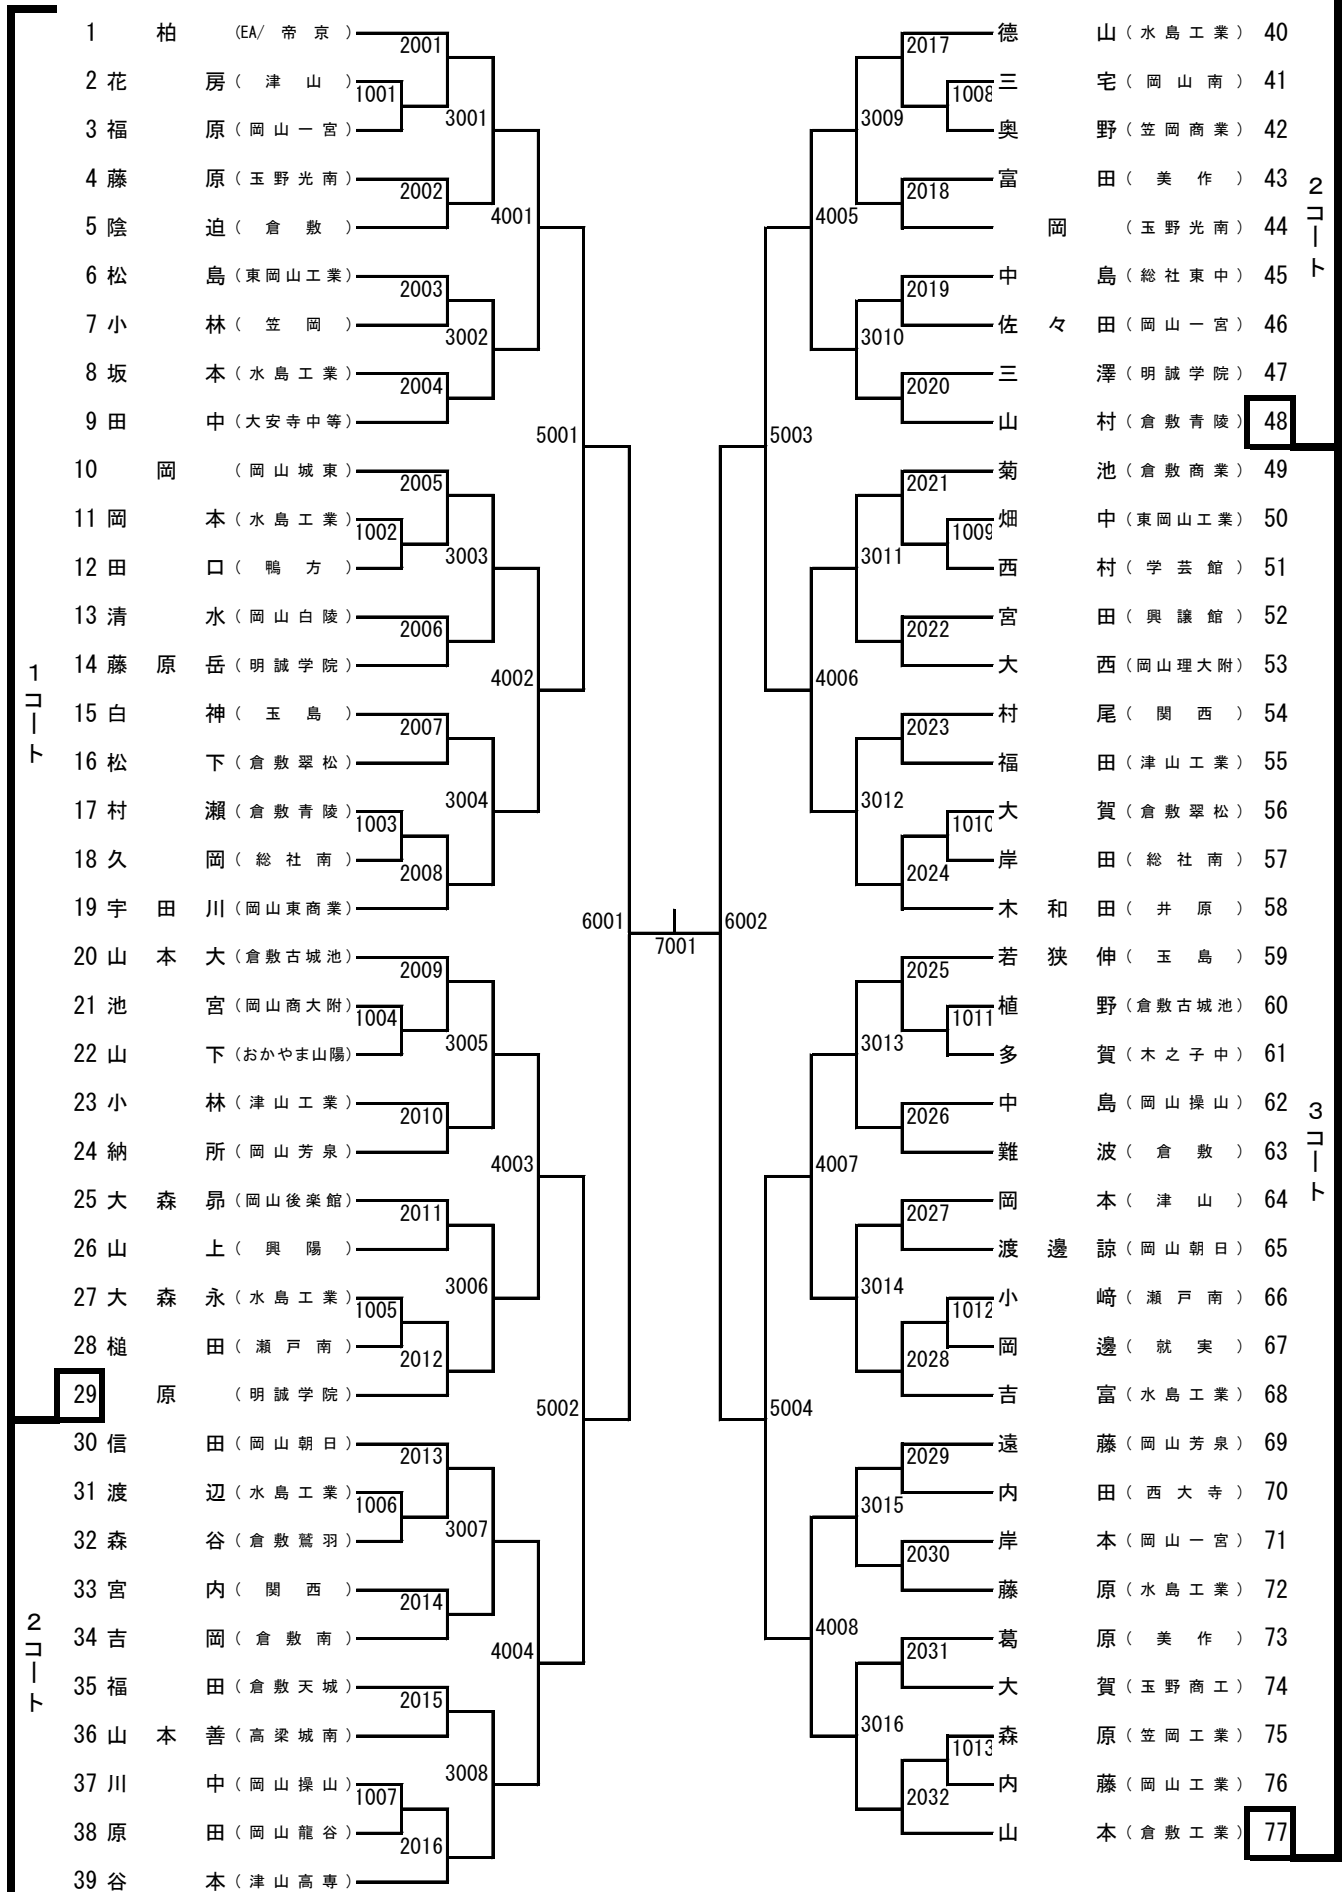 1 柏 (EA/帝京)
2 花房 (津山)
3 福原 (岡山一宮)
4 藤原 (玉野光南)
5 陰迫 (倉敷)
6 松島 (東岡山工業)
7 小林 (笠岡)
8 坂本 (水島工業)
9 田中 (大安寺中等)
10 岡 (岡山城東)
11 岡本 (水島工業)
12 田口 (鴨方)
13 清水 (岡山白陵)
14 藤原岳 (明誠学院)
15 白神 (玉島)
16 松下 (倉敷翠松)
17 村瀬 (倉敷青陵)
18 久岡 (総社南)
19 宇田川 (岡山東商業)
20 山本大 (倉敷古城池)
21 池宮 (岡山商大附)
22 山下 (おかやま山陽)
23 小林 (津山工業)
24 納所 (岡山芳泉)
25 大森昴 (岡山後楽館)
26 山上 (興陽)
27 大森永 (水島工業)
28 槌田 (瀬戸南)
29 原 (明誠学院)
30 信田 (岡山朝日)
31 渡辺 (水島工業)
32 森谷 (倉敷鷲羽)
33 宮内 (関西)
34 吉岡 (倉敷南)
35 福田 (倉敷天城)
36 山本善 (高梁城南)
37 川中 (岡山操山)
38 原田 (岡山龍谷)
39 谷本 (津山高専)
1コート
2コート
1001
1002
1003
1004
1005
1006
1007
2001
2002
2003
2004
2005
2006
2007
2008
2009
2010
2011
2012
2013
2014
2015
2016
3001
3002
3003
3004
3005
3006
3007
3008
4001
4002
4003
4004
5001
5002
6001
7001
6002
5003
5004
4005
4006
4007
4008
3009
3010
3011
3012
3013
3014
3015
3016
2017
2018
2019
2020
2021
2022
2023
2024
2025
2026
2027
2028
2029
2030
2031
2032
1008
1009
1010
1011
1012
1013
徳山 (水島工業) 40
三宅 (岡山南) 41
奥野 (笠岡商業) 42
富田 (美作) 43
岡 (玉野光南) 44
中島 (総社東中) 45
佐々田 (岡山一宮) 46
三澤 (明誠学院) 47
山村 (倉敷青陵) 48
菊池 (倉敷商業) 49
畑中 (東岡山工業) 50
西村 (学芸館) 51
宮田 (興譲館) 52
大西 (岡山理大附) 53
村尾 (関西) 54
福田 (津山工業) 55
大賀 (倉敷翠松) 56
岸田 (総社南) 57
木和田 (井原) 58
若狭伸 (玉島) 59
植野 (倉敷古城池) 60
多賀 (木之子中) 61
中島 (岡山操山) 62
難波 (倉敷) 63
岡本 (津山) 64
渡邊諒 (岡山朝日) 65
小﨑 (瀬戸南) 66
岡邊 (就実) 67
吉富 (水島工業) 68
遠藤 (岡山芳泉) 69
内田 (西大寺) 70
岸本 (岡山一宮) 71
藤原 (水島工業) 72
葛原 (美作) 73
大賀 (玉野商工) 74
森原 (笠岡工業) 75
内藤 (岡山工業) 76
山本 (倉敷工業) 77
2コート
3コート